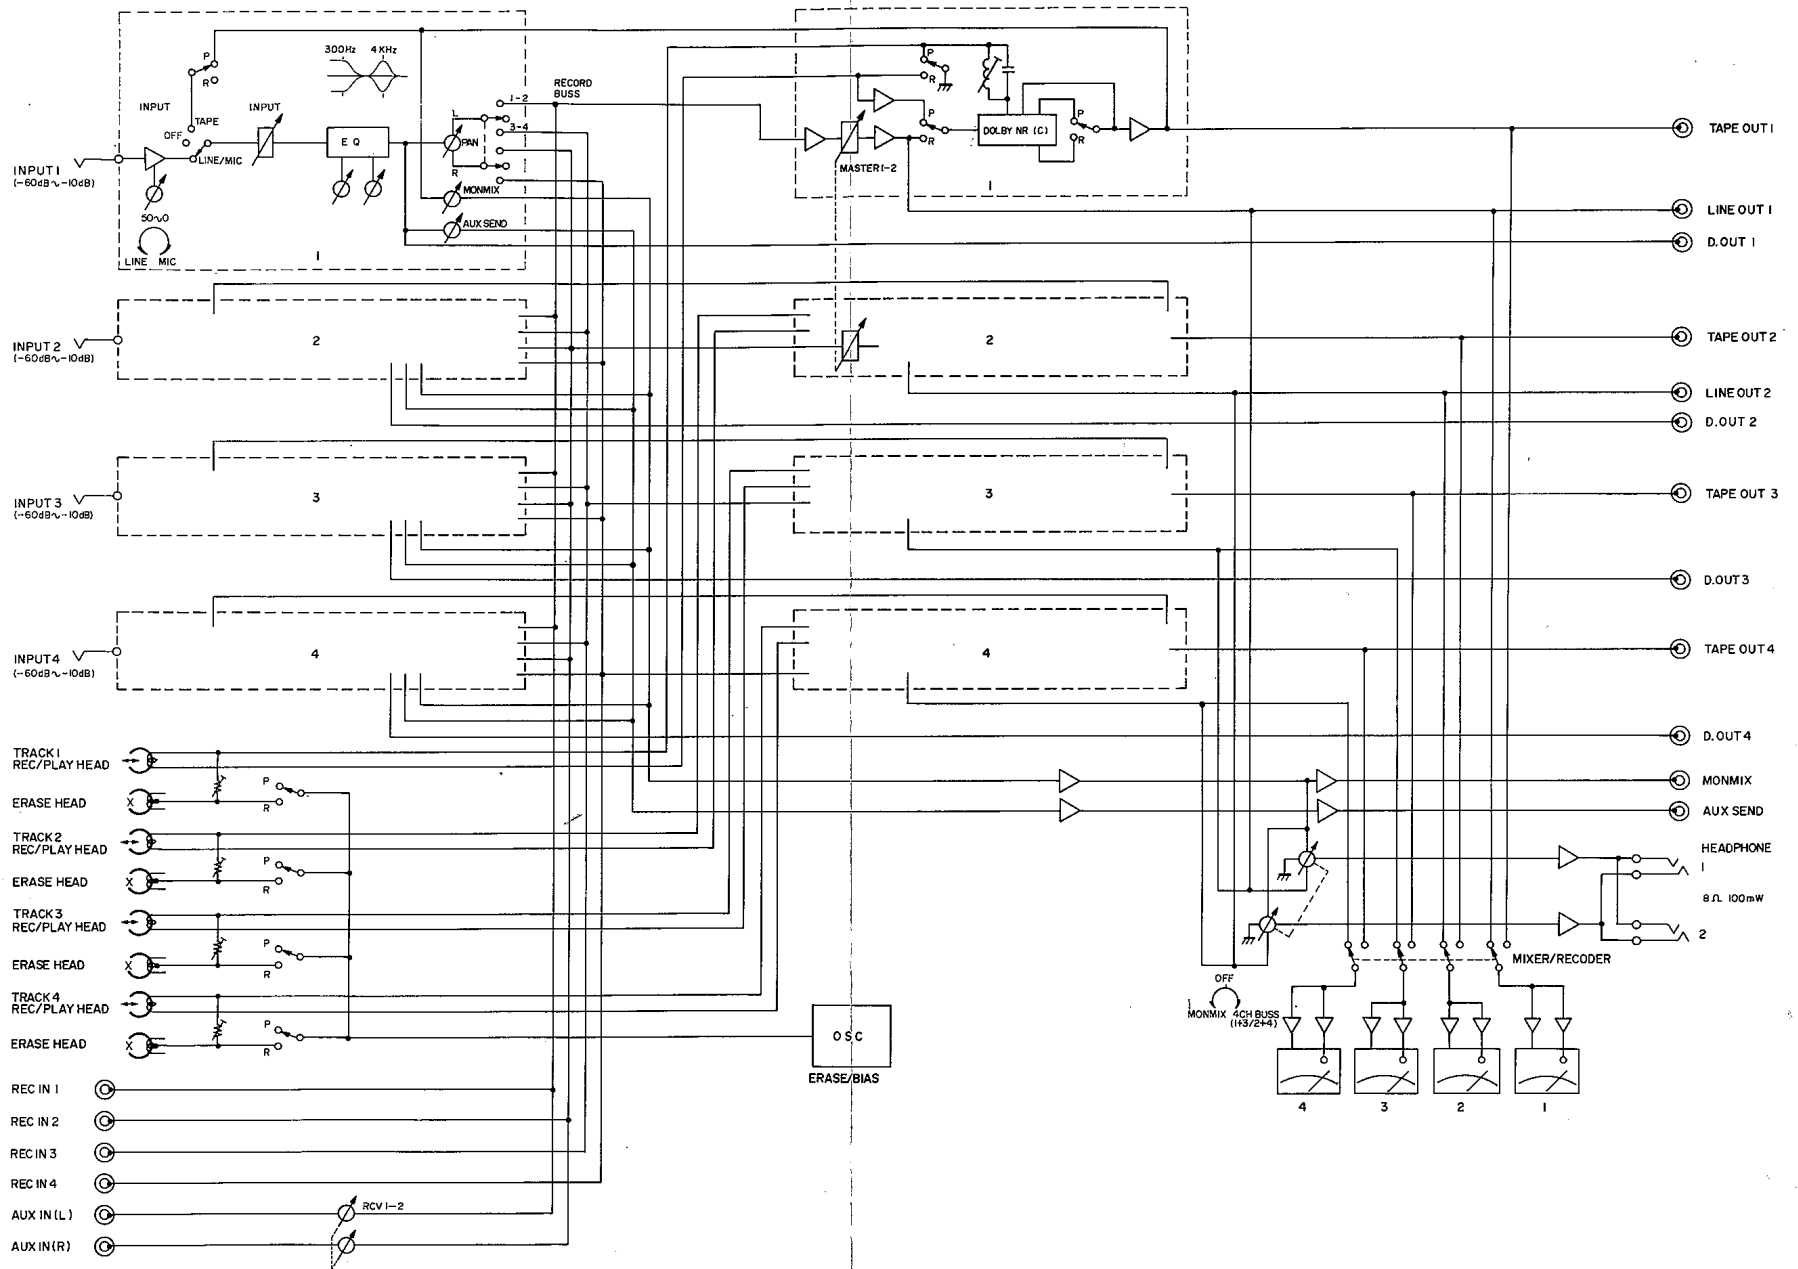 INPUT 1
(-60dB~-10dB)
INPUT
P
R
TAPE
OFF
LINE/MIC
50~0
LINE MIC
INPUT
300Hz 4KHz
E Q
L
PAN
R
1-2
3-4
MONMIX
AUX SEND
1
RECORD
BUSS
P
R
P
R
MASTER 1-2
DOLBY NR (C)
P
R
1
TAPE OUT 1
LINE OUT 1
D.OUT 1
INPUT 2
(-60dB~-10dB)
2
2
TAPE OUT 2
LINE OUT 2
D.OUT 2
INPUT 3
(-60dB~-10dB)
3
3
TAPE OUT 3
D.OUT 3
INPUT 4
(-60dB~-10dB)
4
4
TAPE OUT 4
D.OUT 4
MONMIX
AUX SEND
TRACK 1
REC/PLAY HEAD
ERASE HEAD
X
P
R
TRACK 2
REC/PLAY HEAD
ERASE HEAD
X
P
R
TRACK 3
REC/PLAY HEAD
ERASE HEAD
X
P
R
TRACK 4
REC/PLAY HEAD
ERASE HEAD
X
P
R
OSC
ERASE/BIAS
HEADPHONE
1
8Ω 100mW
2
MIXER/RECODER
OFF
MONMIX 4CH BUSS
(1+3/2+4)
4
3
2
1
REC IN 1
REC IN 2
REC IN 3
REC IN 4
AUX IN (L)
RCV 1-2
AUX IN (R)